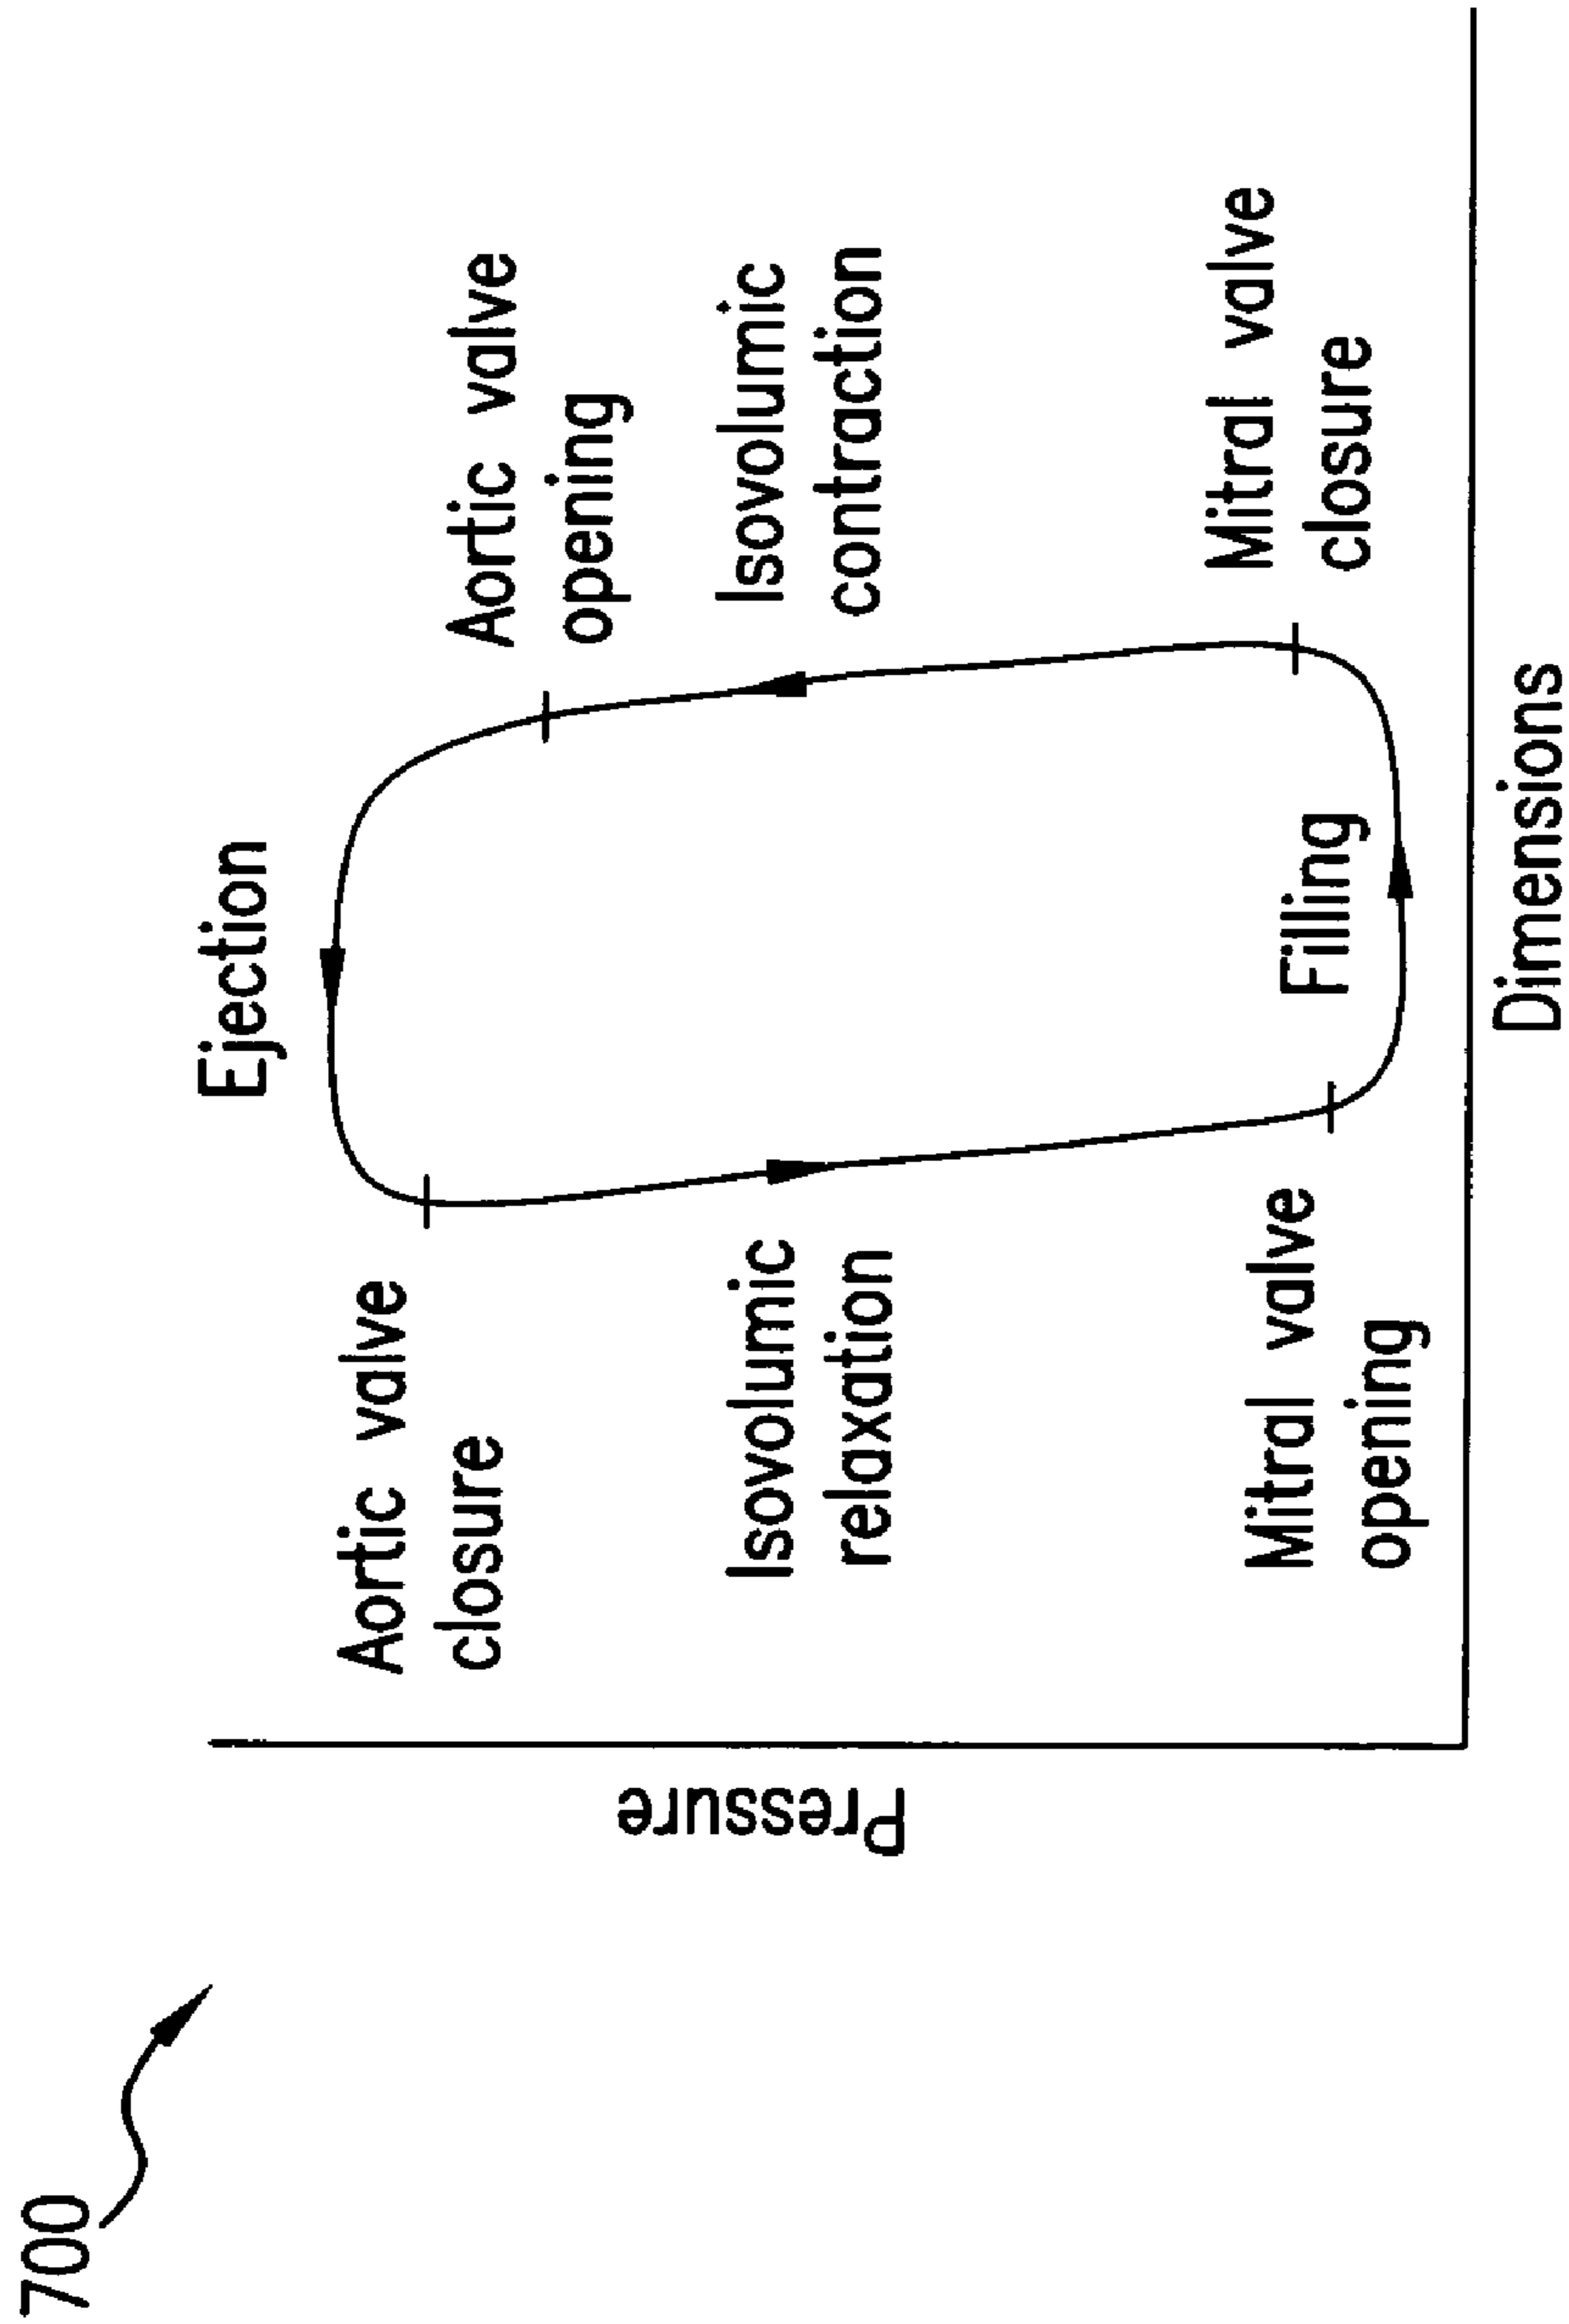 700
Ejection
Aortic valve
closure
Aortic valve
opening
Pressure
Isovolumic
relaxation
Isovolumic
contraction
Filling
Mitral valve
opening
Mitral valve
closure
Dimensions